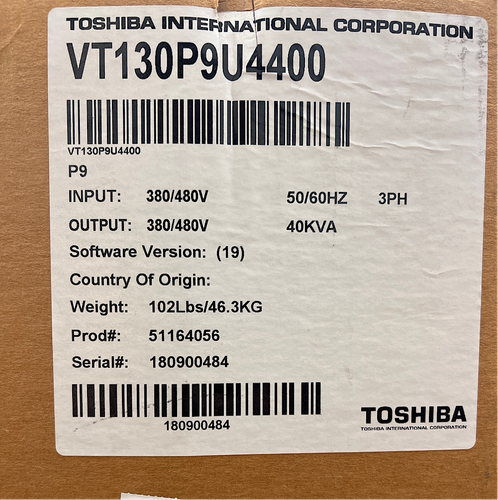 TOSHIBA INTERNATIONAL CORPORATION
VT130P9U4400
VT130P9U4400
P9
INPUT: 380/480V 50/60HZ 3PH
OUTPUT: 380/480V 40KVA
Software Version: (19)
Country Of Origin:
Weight: 102Lbs/46.3KG
Prod#: 51164056
Serial#: 180900484
180900484
TOSHIBA
TOSHIBA INTERNATIONAL CORPORATION